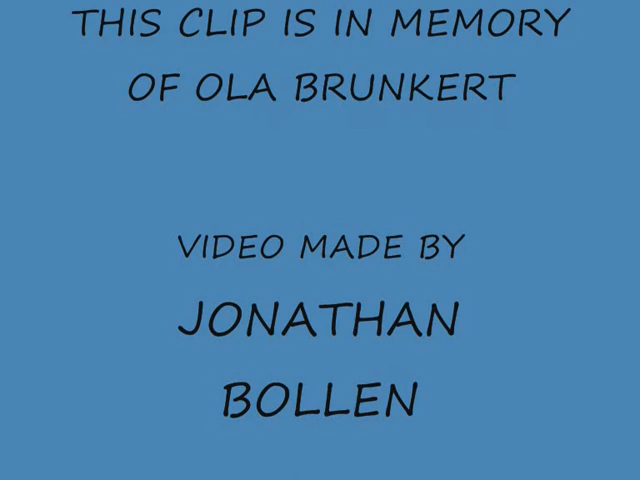 THIS CLIP IS IN MEMORY
OF OLA BRUNKERT
VIDEO MADE BY
JONATHAN
BOLLEN